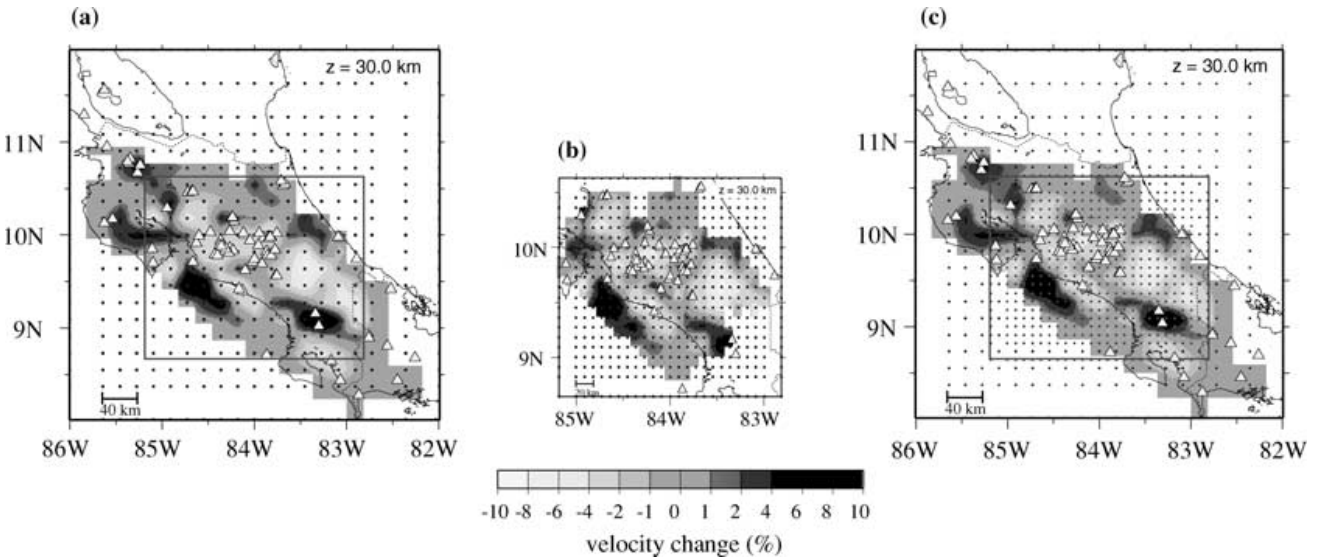 (a)
z = 30.0 km
11N
10N
9N
40 km
86W 85W 84W 83W 82W
(b)
z = 30.0 km
10N
9N
85W 84W 83W
(c)
z = 30.0 km
11N
10N
9N
40 km
86W 85W 84W 83W 82W
-10 -8 -6 -4 -2 -1 0 1 2 4 6 8 10
velocity change (%)